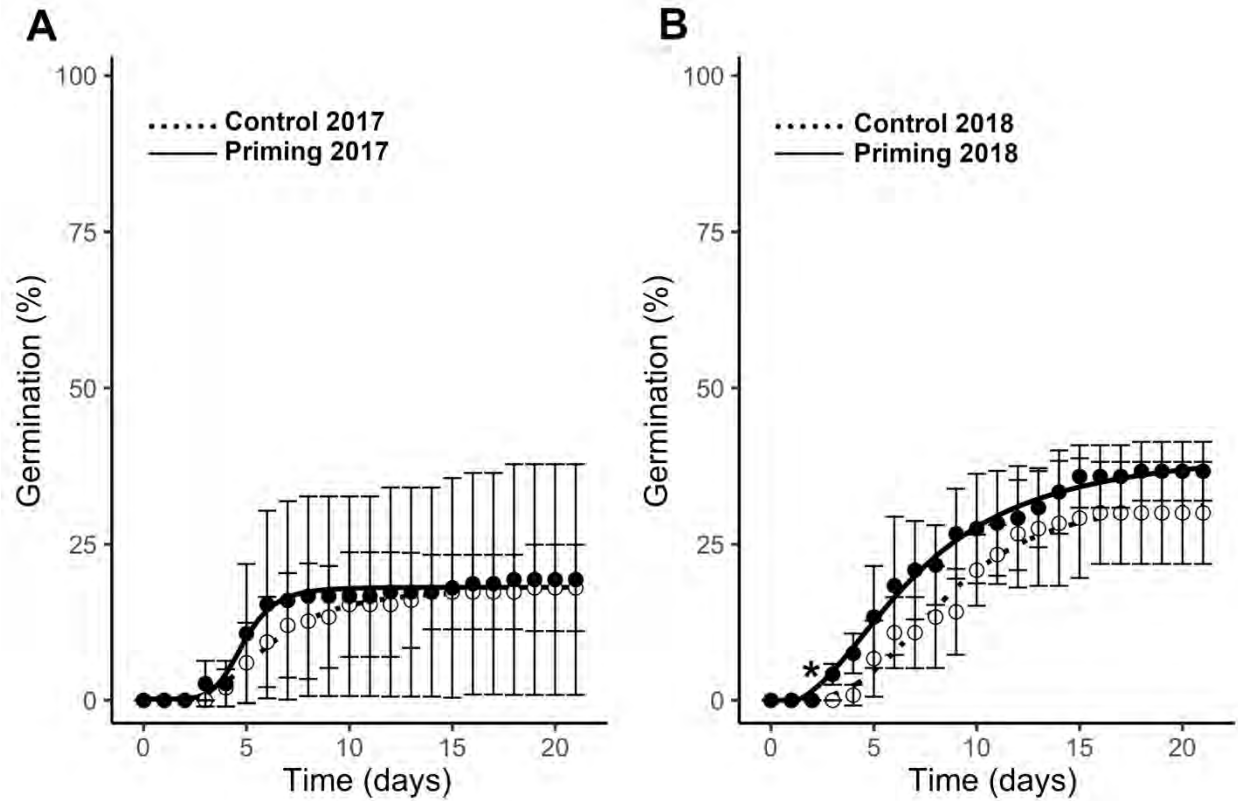 A
100
75
50
25
0
Germination (%)
Control 2017
Priming 2017
0 5 10 15 20
Time (days)
B
100
75
50
25
0
Germination (%)
Control 2018
Priming 2018
*
0 5 10 15 20
Time (days)